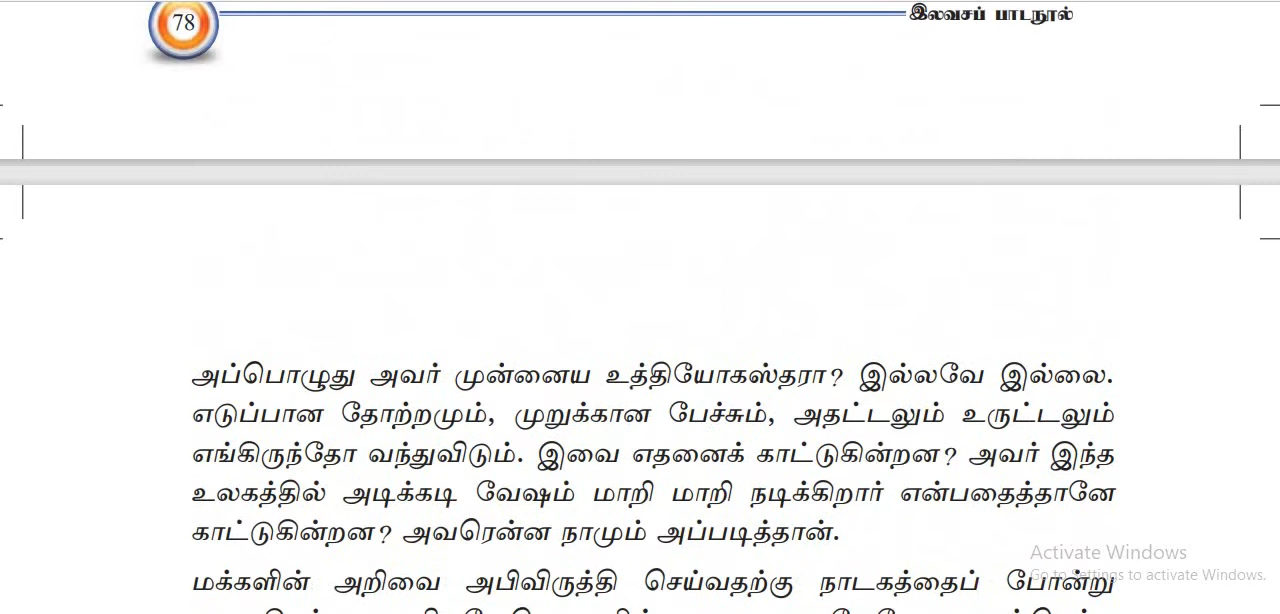 78
இலவசப் பாடநூல்
அப்பொழுது அவர் முன்னைய உத்தியோகஸ்தரா? இல்லவே இல்லை.
எடுப்பான தோற்றமும், முறுக்கான பேச்சும், அதட்டலும் உருட்டலும்
எங்கிருந்தோ வந்துவிடும். இவை எதனைக் காட்டுகின்றன? அவர் இந்த
உலகத்தில் அடிக்கடி வேஷம் மாறி மாறி நடிக்கிறார் என்பதைத்தானே
காட்டுகின்றன? அவரென்ன நாமும் அப்படித்தான்.
மக்களின் அறிவை அபிவிருத்தி செய்வதற்கு நாடகத்தைப் போன்று
Activate Windows
Go to Settings to activate Windows.